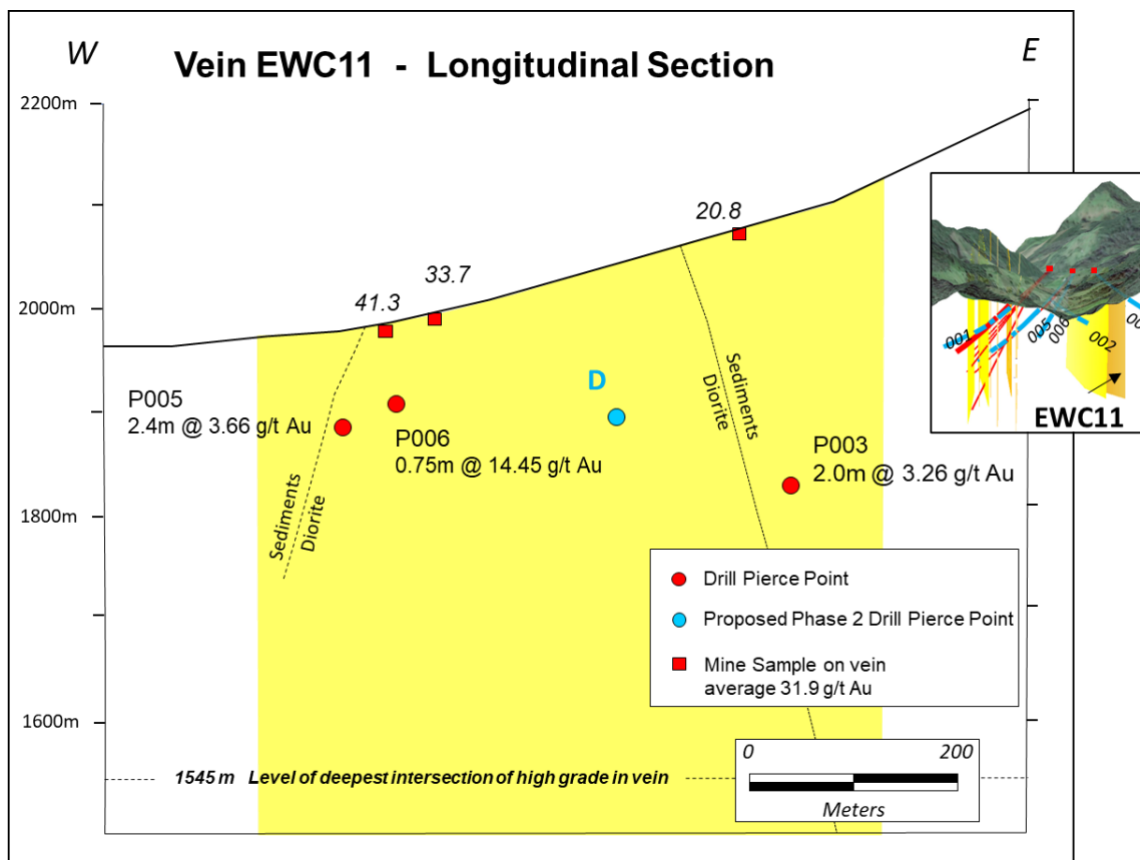 W
Vein EWC11 - Longitudinal Section
E
2200m
20.8
33.7
41.3
2000m
P005
2.4m @ 3.66 g/t Au
P006
0.75m @ 14.45 g/t Au
D
Sediments
Diorite
Sediments
Diorite
P003
2.0m @ 3.26 g/t Au
001
005
006
002
00
EWC11
1800m
Drill Pierce Point
Proposed Phase 2 Drill Pierce Point
Mine Sample on vein
average 31.9 g/t Au
1600m
1545 m Level of deepest intersection of high grade in vein
0 200
Meters